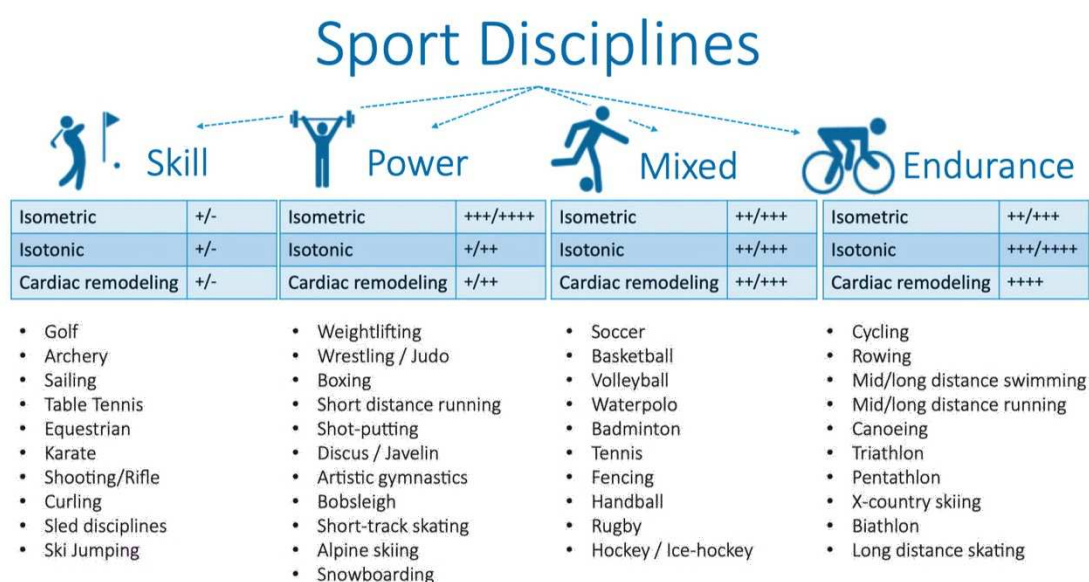 Sport Disciplines
Skill
Isometric +/-
Isotonic +/-
Cardiac remodeling +/-
• Golf
• Archery
• Sailing
• Table Tennis
• Equestrian
• Karate
• Shooting/Rifle
• Curling
• Sled disciplines
• Ski Jumping
Power
Isometric +++/++++
Isotonic +/++
Cardiac remodeling +/++
• Weightlifting
• Wrestling / Judo
• Boxing
• Short distance running
• Shot-putting
• Discus / Javelin
• Artistic gymnastics
• Bobsleigh
• Short-track skating
• Alpine skiing
• Snowboarding
Mixed
Isometric ++/+++
Isotonic ++/+++
Cardiac remodeling ++/+++
• Soccer
• Basketball
• Volleyball
• Waterpolo
• Badminton
• Tennis
• Fencing
• Handball
• Rugby
• Hockey / Ice-hockey
Endurance
Isometric ++/+++
Isotonic +++/++++
Cardiac remodeling ++++
• Cycling
• Rowing
• Mid/long distance swimming
• Mid/long distance running
• Canoeing
• Triathlon
• Pentathlon
• X-country skiing
• Biathlon
• Long distance skating